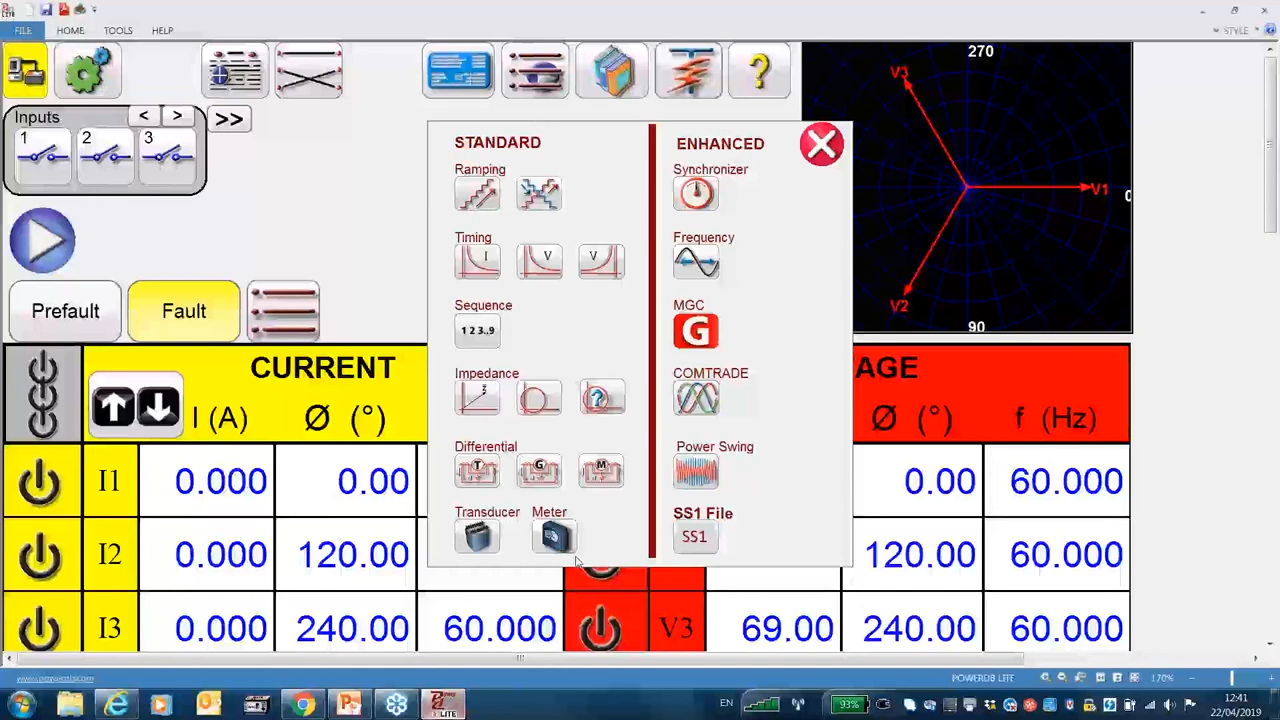 STYLE
FILE HOME TOOLS HELP
Inputs < > >>
1 2 3
Prefault Fault
STANDARD
Ramping
Timing
I V V
Sequence
1 2 3..9
Impedance
Z
?
Differential
T G M
Transducer Meter
ENHANCED
Synchronizer
Frequency
MGC
G
COMTRADE
Power Swing
SS1 File
SS1
?
270
V3
V1
0
V2
90
CURRENT AGE
I (A) Ø (°) Ø (°) f (Hz)
I1 0.000 0.00 0.00 60.000
I2 0.000 120.00 120.00 60.000
I3 0.000 240.00 60.000 V3 69.00 240.00 60.000
POWERDB LITE 170%
LITE
EN 93% 12:41
22/04/2019